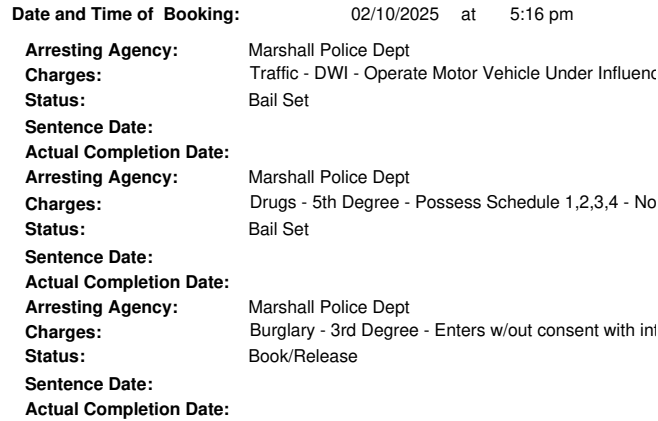 Date and Time of Booking: 02/10/2025 at 5:16 pm
Arresting Agency: Marshall Police Dept
Charges: Traffic - DWI - Operate Motor Vehicle Under
Status: Bail Set
Sentence Date:
Actual Completion Date:
Arresting Agency: Marshall Police Dept
Charges: Drugs - 5th Degree - Possess Schedule 1,2,3,4 -
Status: Bail Set
Sentence Date:
Actual Completion Date:
Arresting Agency: Marshall Police Dept
Charges: Burglary - 3rd Degree - Enters w/out consent with
Status: Book/Release
Sentence Date:
Actual Completion Date: